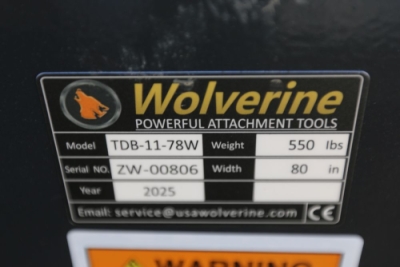 Wolverine
POWERFUL ATTACHMENT TOOLS
Model TDB-11-78W Weight 550 lbs
Serial NO. ZW-00806 Width 80 in
Year 2025
Email: service@usawolverine.com CE
WARNING